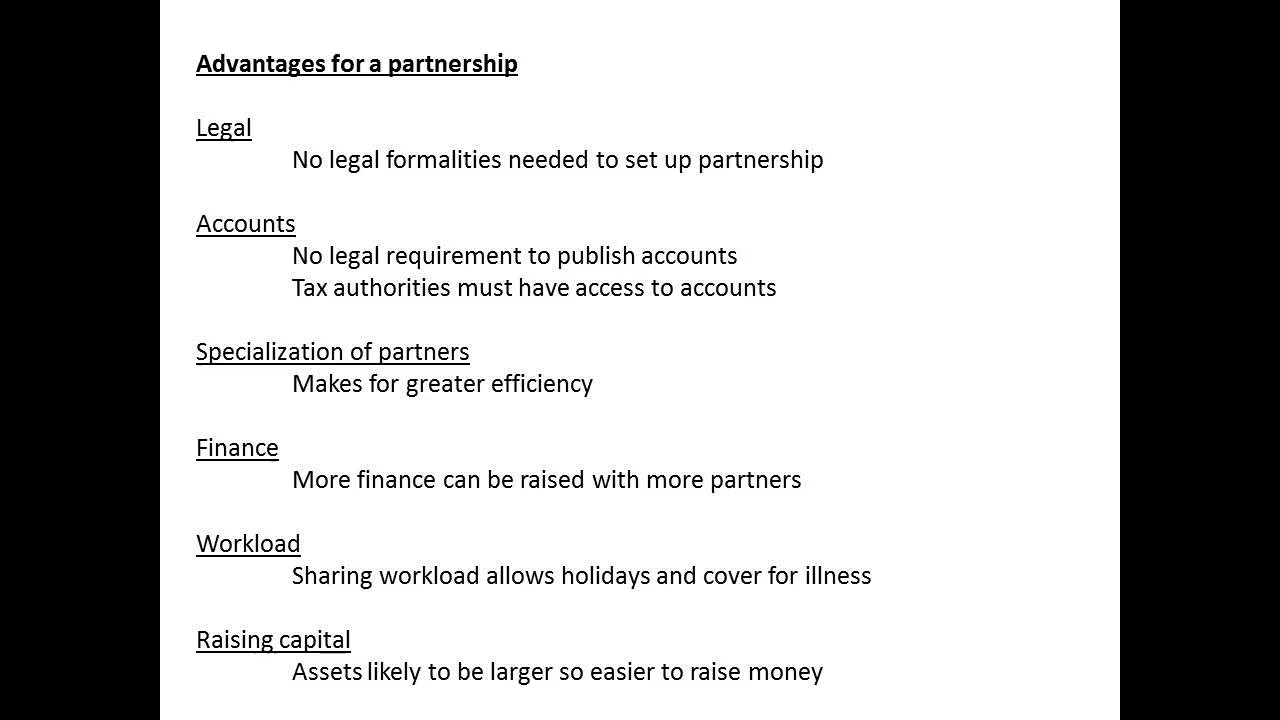 Advantages for a partnership
Legal
No legal formalities needed to set up partnership
Accounts
No legal requirement to publish accounts
Tax authorities must have access to accounts
Specialization of partners
Makes for greater efficiency
Finance
More finance can be raised with more partners
Workload
Sharing workload allows holidays and cover for illness
Raising capital
Assets likely to be larger so easier to raise money